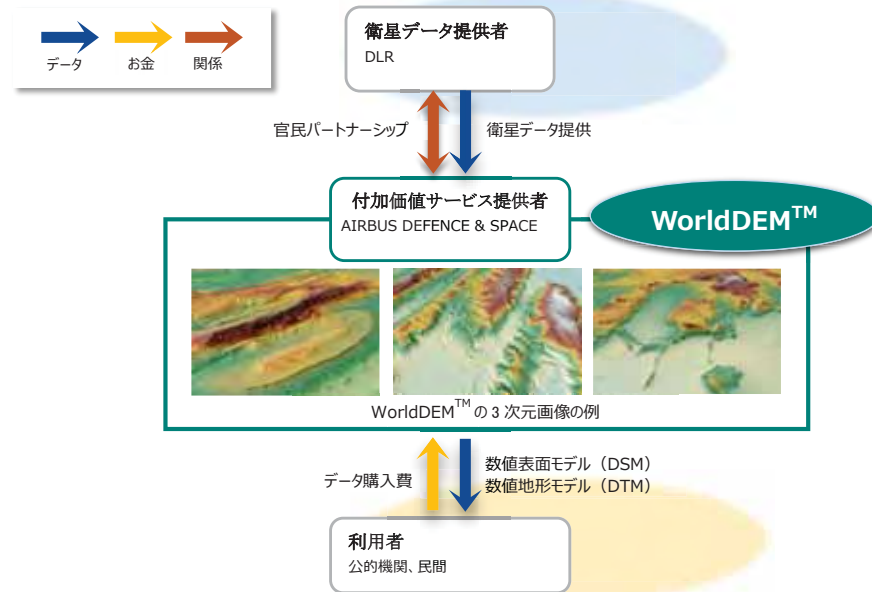 データ
お金
関係
衛星データ提供者
DLR
官民パートナーシップ
衛星データ提供
付加価値サービス提供者
AIRBUS DEFENCE & SPACE
WorldDEM™
WorldDEM™ の 3 次元画像の例
データ購入費
数値表面モデル（DSM）
数値地形モデル（DTM）
利用者
公的機関、民間